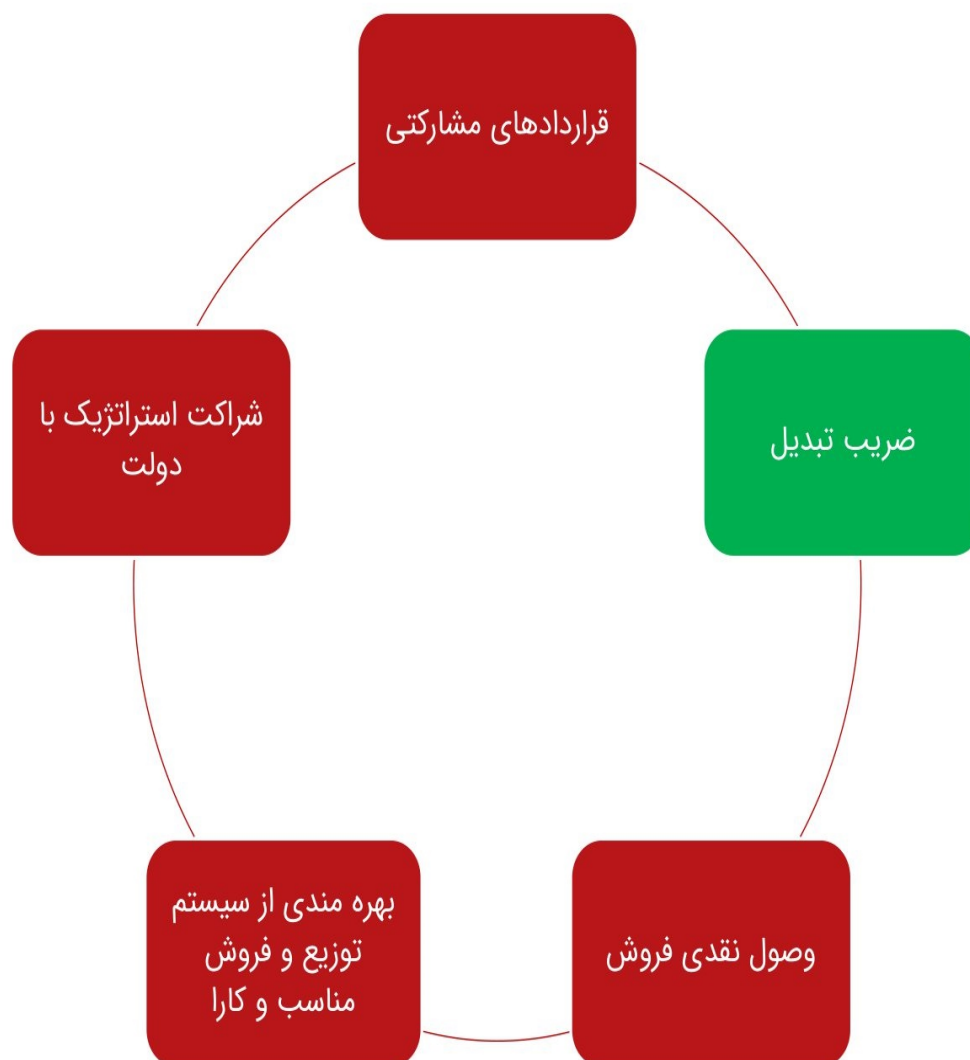 قراردادهای مشارکتی
ضریب تبدیل
شراکت استراتژیک با
دولت
وصول نقدی فروش
بهره مندی از سیستم
توزیع و فروش
مناسب و کارا